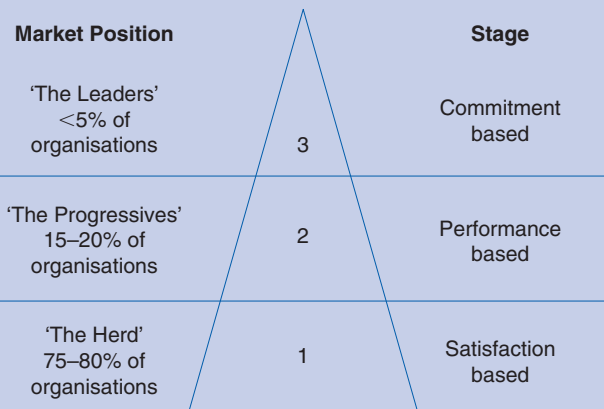 Market Position
Stage
‘The Leaders’
<5% of
organisations
3
Commitment
based
‘The Progressives’
15–20% of
organisations
2
Performance
based
‘The Herd’
75–80% of
organisations
1
Satisfaction
based